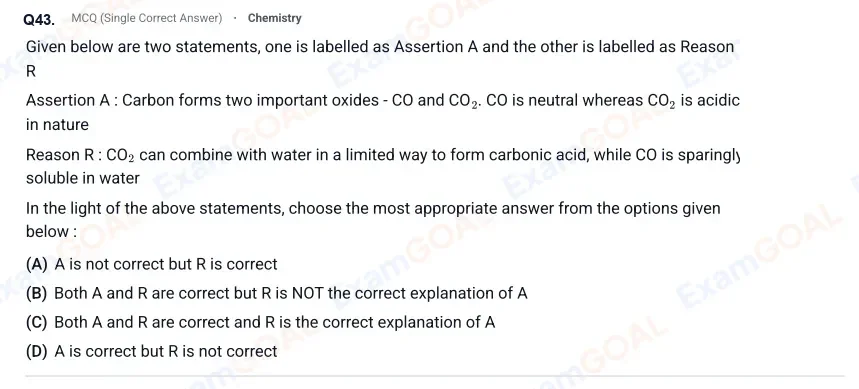 Q43. MCQ (Single Correct Answer) · Chemistry
Given below are two statements, one is labelled as Assertion A and the other is labelled as Reason
R
Assertion A : Carbon forms two important oxides - CO and CO₂. CO is neutral whereas CO₂ is acidic
in nature
Reason R : CO₂ can combine with water in a limited way to form carbonic acid, while CO is sparingly
soluble in water
In the light of the above statements, choose the most appropriate answer from the options given
below :
(A) A is not correct but R is correct
(B) Both A and R are correct but R is NOT the correct explanation of A
(C) Both A and R are correct and R is the correct explanation of A
(D) A is correct but R is not correct
ExamGOAL